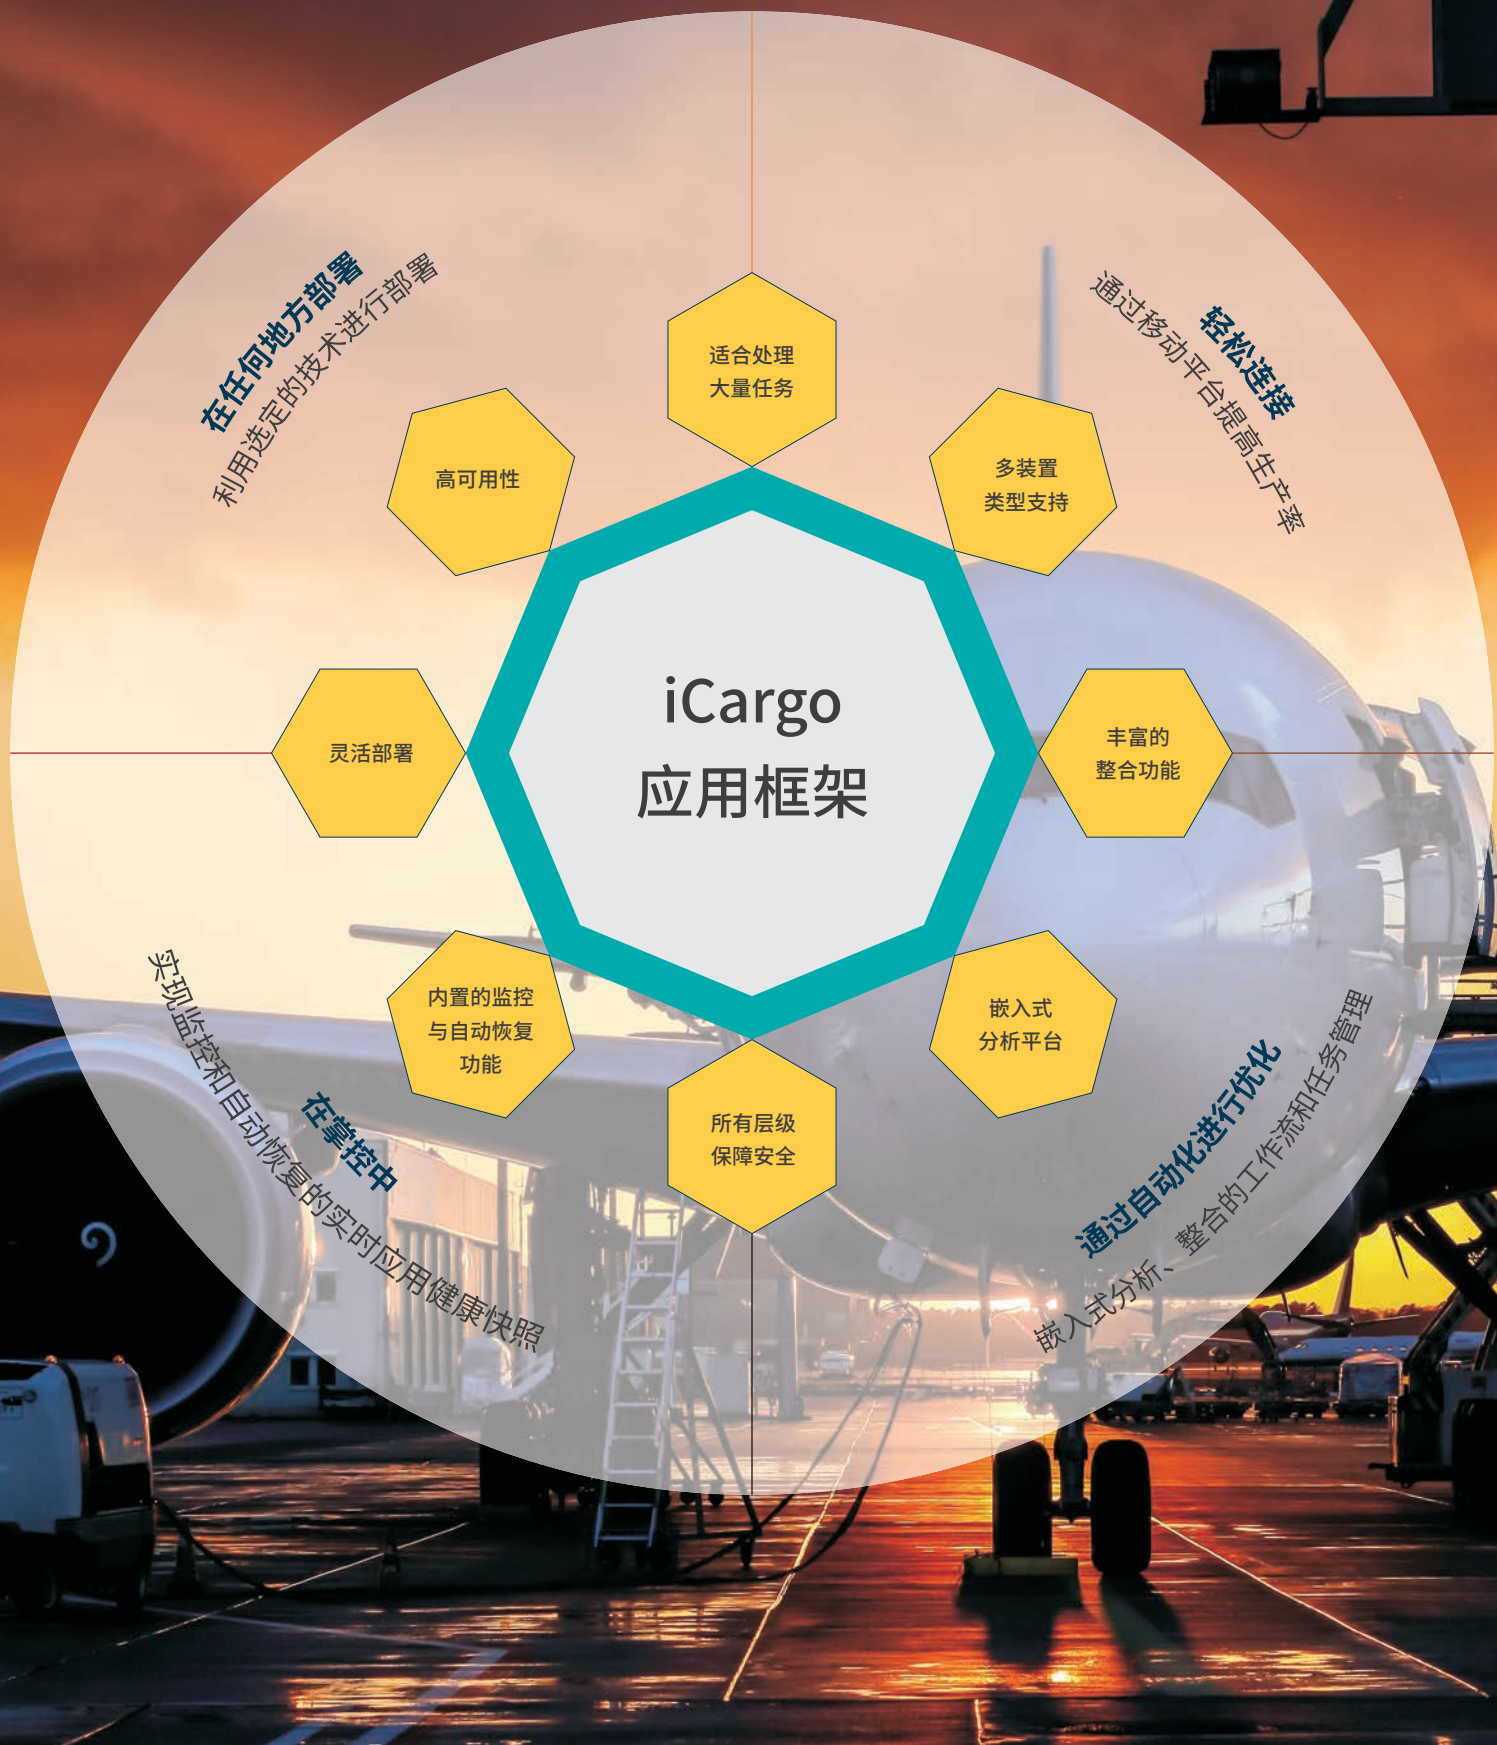 在任何地方部署
利用选定的技术进行部署
轻松连接
通过移动平台提高生产率
适合处理
大量任务
高可用性
多装置
类型支持
iCargo
应用框架
灵活部署
丰富的
整合功能
内置的监控
与自动恢复
功能
嵌入式
分析平台
所有层级
保障安全
在掌控中
实现监控和自动恢复的实时应用健康快照
通过自动化进行优化
嵌入式分析、整合的工作流和任务管理